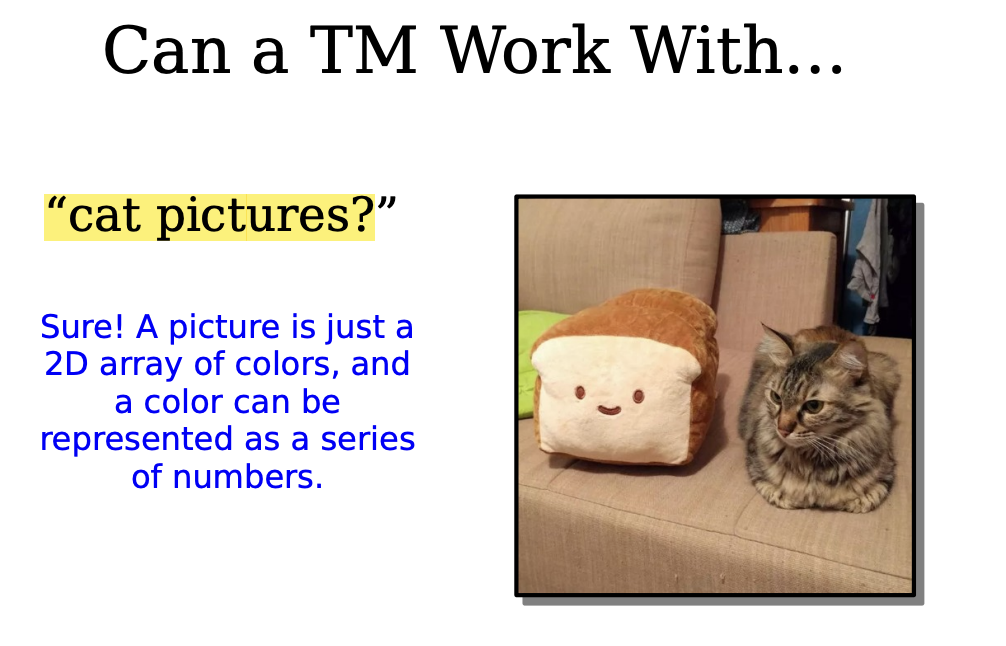 Can a TM Work With…
“cat pictures?”
Sure! A picture is just a
2D array of colors, and
a color can be
represented as a series
of numbers.